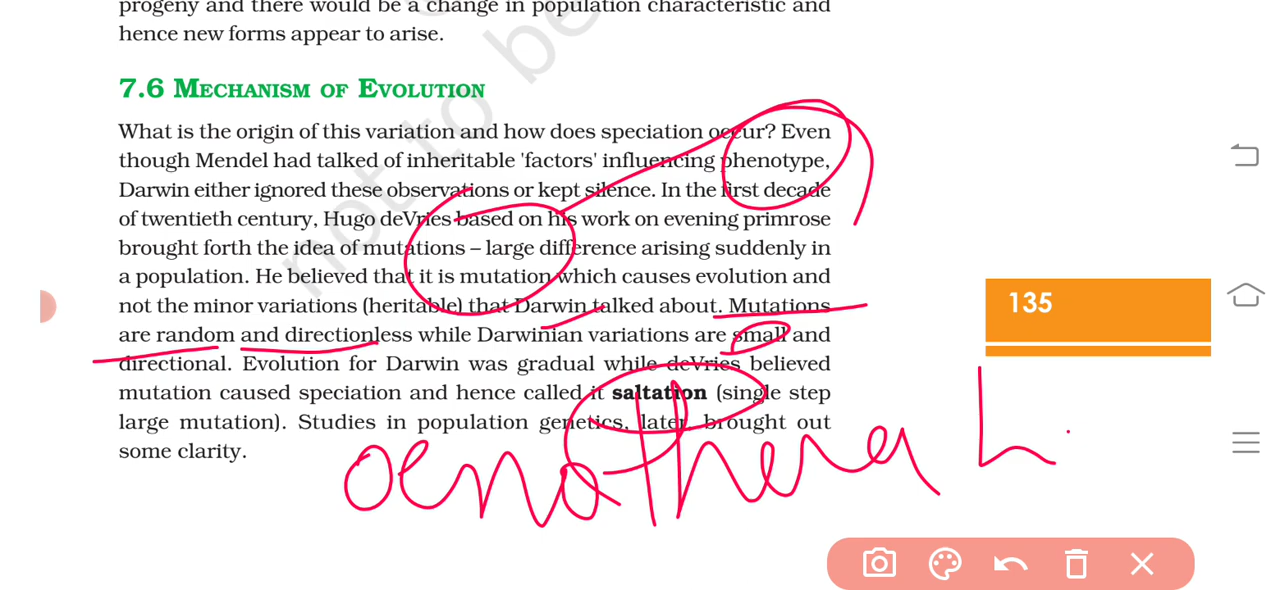 progeny and there would be a change in population characteristic and
hence new forms appear to arise.
7.6 MECHANISM OF EVOLUTION
What is the origin of this variation and how does speciation occur? Even
though Mendel had talked of inheritable 'factors' influencing phenotype,
Darwin either ignored these observations or kept silence. In the first decade
of twentieth century, Hugo deVries based on his work on evening primrose
brought forth the idea of mutations – large difference arising suddenly in
a population. He believed that it is mutation which causes evolution and
not the minor variations (heritable) that Darwin talked about. Mutations
are random and directionless while Darwinian variations are small and
directional. Evolution for Darwin was gradual while deVries believed
mutation caused speciation and hence called it saltation (single step
large mutation). Studies in population genetics, later, brought out
some clarity.
not to be
135